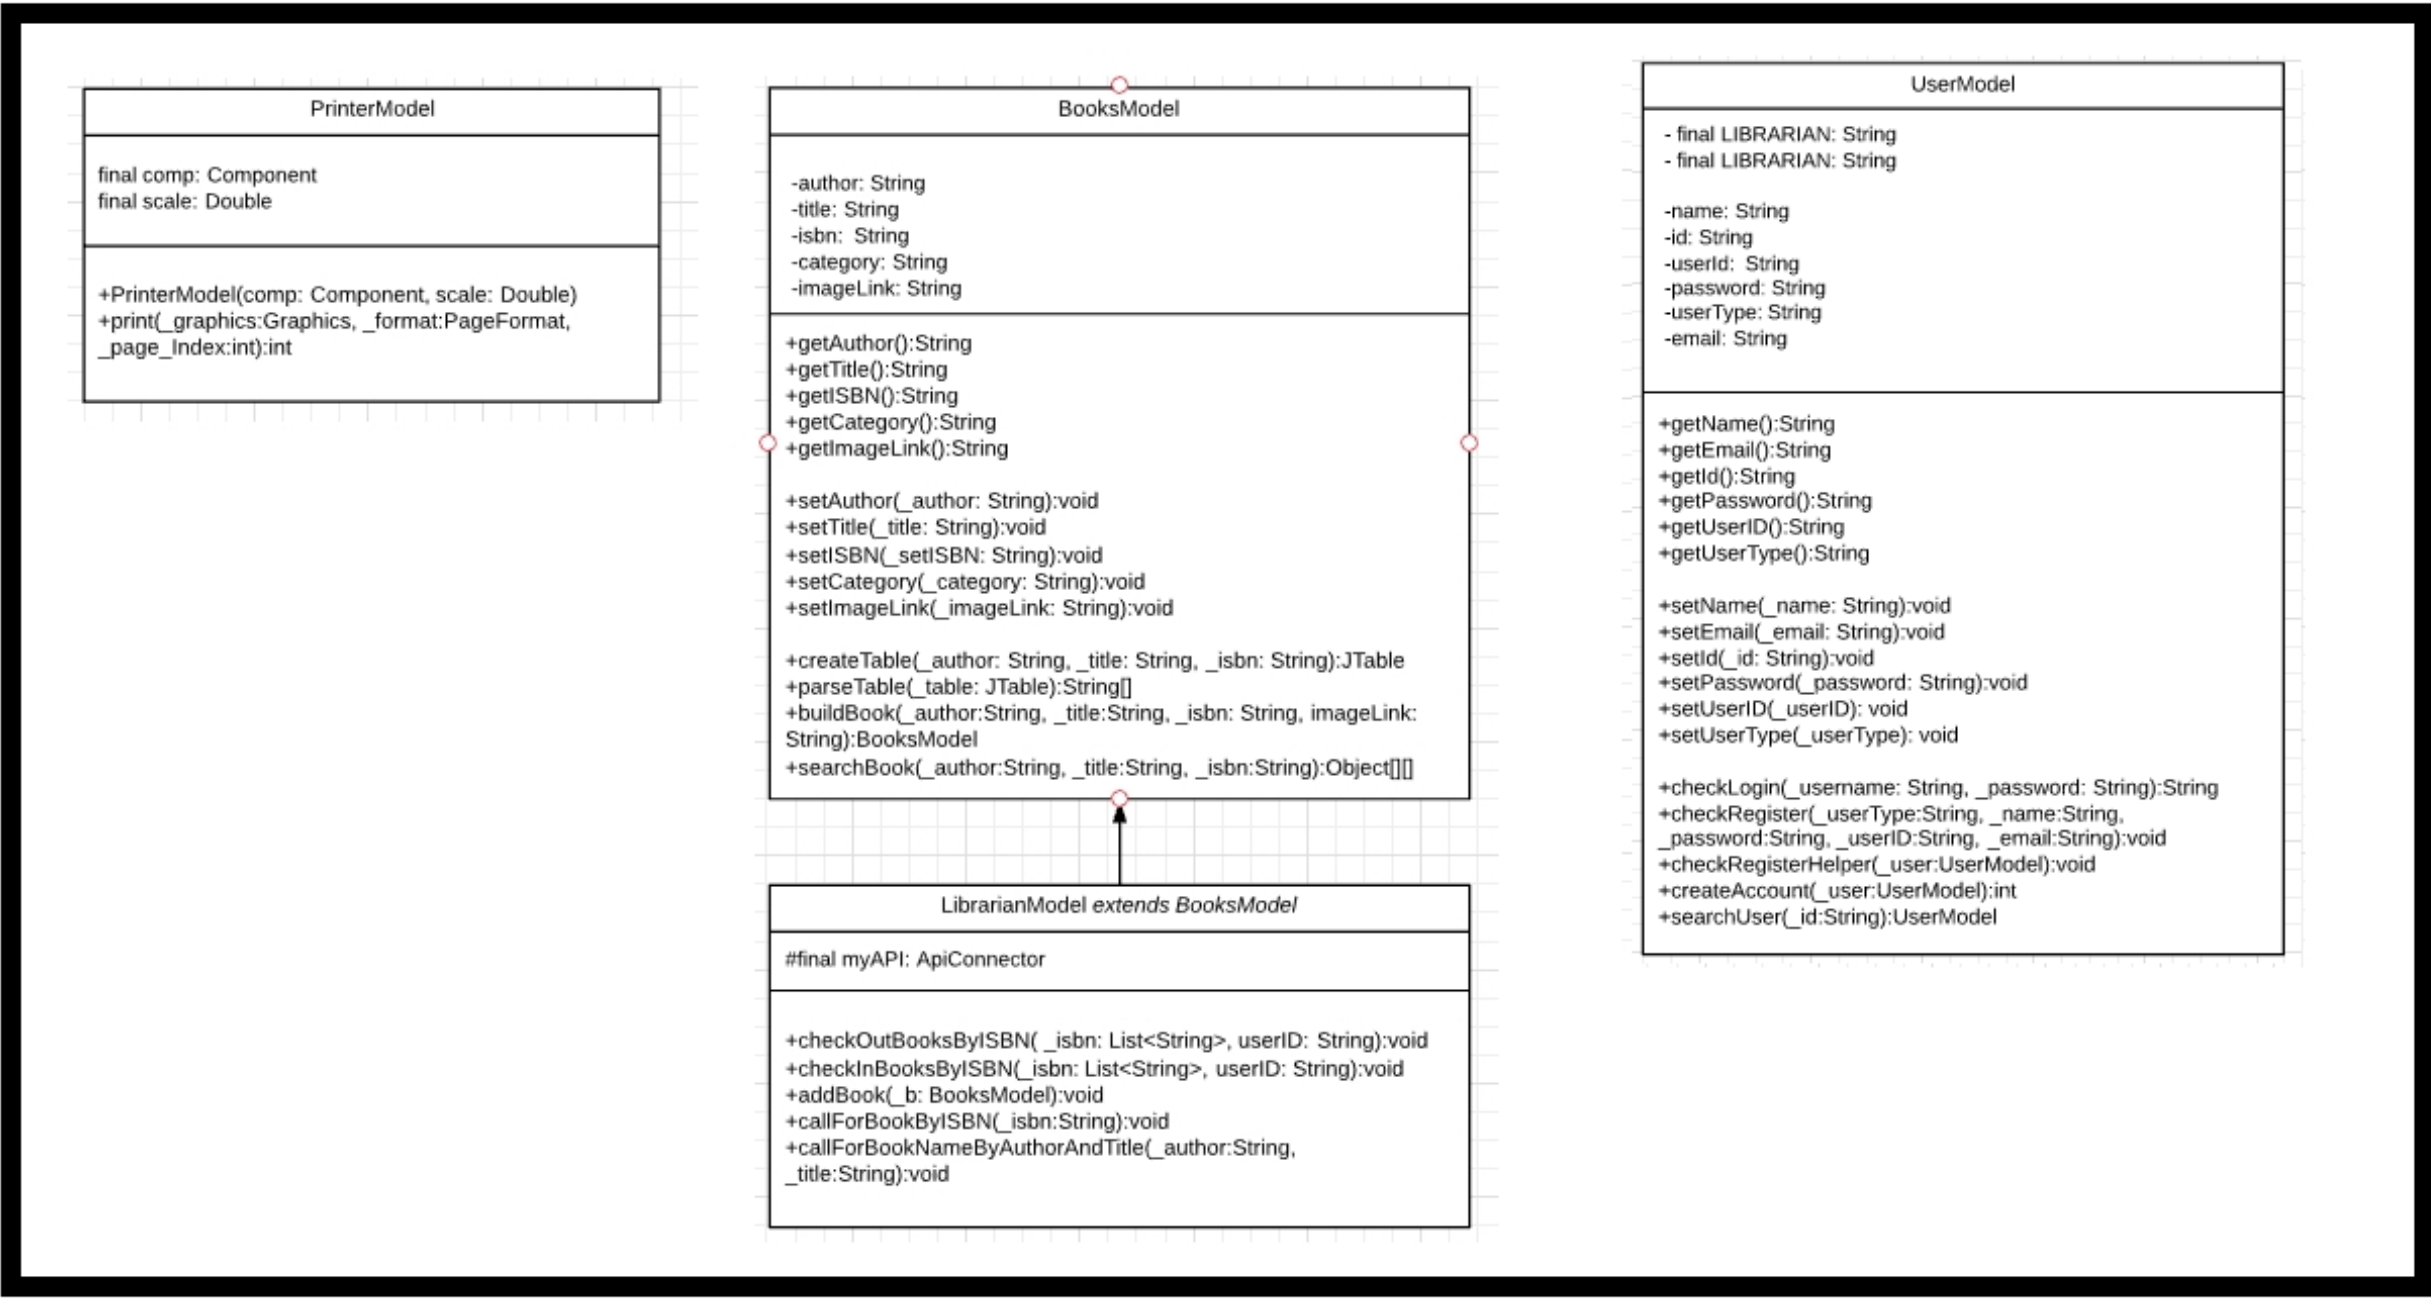 PrinterModel
final comp: Component
final scale: Double
+PrinterModel(comp: Component, scale: Double)
+print(_graphics:Graphics, _format:PageFormat,
_page_Index:int):int
BooksModel
-author: String
-title: String
-isbn:  String
-category: String
-imageLink: String
+getAuthor():String
+getTitle():String
+getISBN():String
+getCategory():String
+getImageLink():String
+setAuthor(_author: String):void
+setTitle(_title: String):void
+setISBN(_setISBN: String):void
+setCategory(_category: String):void
+setImageLink(_imageLink: String):void
+createTable(_author: String, _title: String, _isbn: String):JTable
+parseTable(_table: JTable):String[]
+buildBook(_author:String, _title:String, _isbn: String, imageLink:
String):BooksModel
+searchBook(_author:String, _title:String, _isbn:String):Object[][]
LibrarianModel extends BooksModel
#final myAPI: ApiConnector
+checkOutBooksByISBN( _isbn: List<String>, userID: String):void
+checkInBooksByISBN(_isbn: List<String>, userID: String):void
+addBook(_b: BooksModel):void
+callForBookByISBN(_isbn:String):void
+callForBookNameByAuthorAndTitle(_author:String,
_title:String):void
UserModel
- final LIBRARIAN: String
- final LIBRARIAN: String
-name: String
-id: String
-userId:  String
-password: String
-userType: String
-email: String
+getName():String
+getEmail():String
+getId():String
+getPassword():String
+getUserID():String
+getUserType():String
+setName(_name: String):void
+setEmail(_email: String):void
+setId(_id: String):void
+setPassword(_password: String):void
+setUserID(_userID): void
+setUserType(_userType): void
+checkLogin(_username: String, _password: String):String
+checkRegister(_userType:String, _name:String,
_password:String, _userID:String, _email:String):void
+checkRegisterHelper(_user:UserModel):void
+createAccount(_user:UserModel):int
+searchUser(_id:String):UserModel